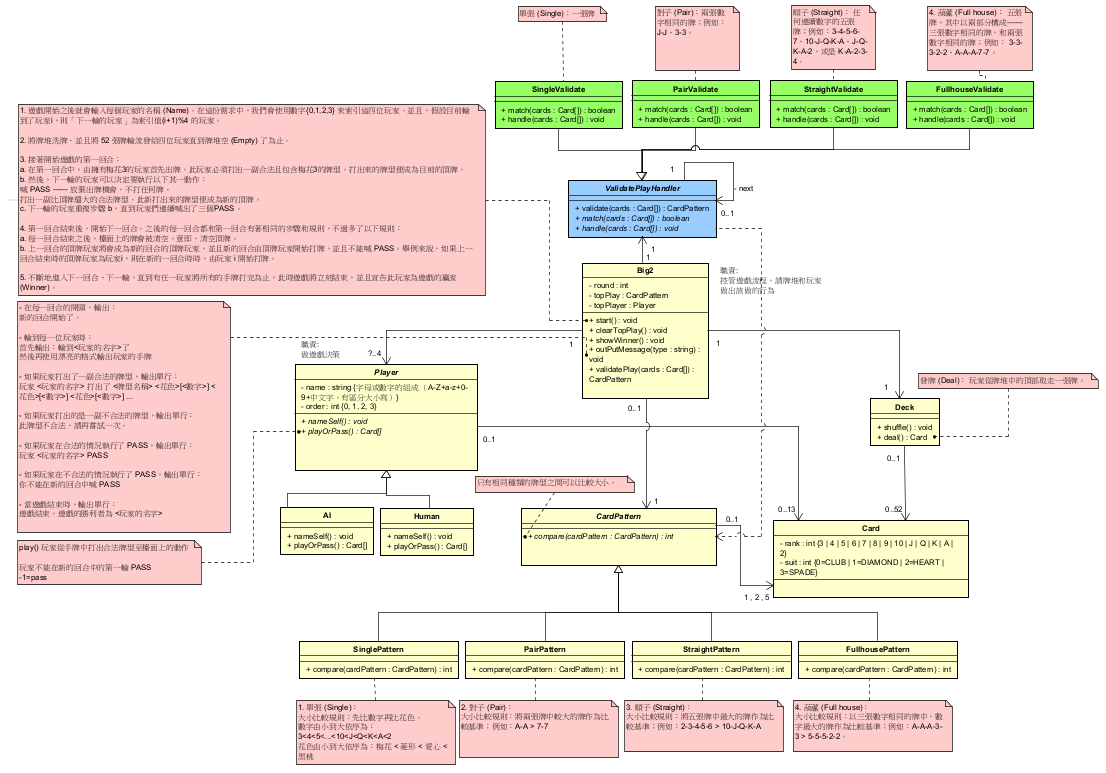 單張 (Single)： 一張牌
對子 (Pair)： 兩張數
字相同的牌；例如：
J-J 、3-3 。
順子 (Straight)： 任
何連續數字的五張
牌；例如：3-4-5-6-
7 、10-J-Q-K-A 、J-Q-
K-A-2 、或是 K-A-2-3-
4 。
4. 葫蘆 (Full house)： 五張
牌，其中以兩部分構成——
三張數字相同的牌，和兩張
數字相同的牌；例如： 3-3-
3-2-2 、A-A-A-7-7 。
SingleValidate
+ match(cards : Card[]) : boolean
+ handle(cards : Card[]) : void
PairValidate
+ match(cards : Card[]) : boolean
+ handle(cards : Card[]) : void
StraightValidate
+ match(cards : Card[]) : boolean
+ handle(cards : Card[]) : void
FullhouseValidate
+ match(cards : Card[]) : boolean
+ handle(cards : Card[]) : void
1. 遊戲開始之後就會輸入每個玩家的名稱 (Name)。在這份需求中，我們會使用數字{0,1,2,3} 來索引這四位玩家。並且，假設目前輪
到了玩家i，則「下一輪的玩家」為索引值(i+1)%4 的玩家。
2. 將牌堆洗牌，並且將 52 張牌輪流發給四位玩家直到牌堆空 (Empty) 了為止。
3. 接著開始遊戲的第一回合：
a. 在第一回合中，由擁有梅花3的玩家首先出牌。此玩家必須打出一副合法且包含梅花3的牌型，打出來的牌型便成為目前的頂牌。
b. 然後，下一輪的玩家可以決定要執行以下其一動作：
喊 PASS —— 放棄出牌機會，不打任何牌。
打出一副比頂牌還大的合法牌型，此新打出來的牌型便成為新的頂牌。
c. 下一輪的玩家重複步驟 b，直到玩家們連續喊出了三個PASS。
4. 第一回合結束後，開始下一回合，之後的每一回合都和第一回合有著相同的步驟和規則，不過多了以下規則：
a. 每一回合結束之後，檯面上的牌會被清空，意即，清空頂牌。
b. 上一回合的頂牌玩家將會成為新的回合的頂牌玩家，並且新的回合由頂牌玩家開始打牌，並且不能喊 PASS。舉例來說，如果上一
回合結束時的頂牌玩家為玩家i，則在新的一回合時時，由玩家 i 開始打牌。
5. 不斷地進入下一回合、下一輪，直到有任一玩家將所有的手牌打完為止，此時遊戲將立刻結束，並且宣告此玩家為遊戲的贏家
(Winner)。
ValidatePlayHandler
+ validate(cards : Card[]) : CardPattern
+ match(cards : Card[]) : boolean
+ handle(cards : Card[]) : void
1
- next
0..1
1
1
Big2
- round : int
- topPlay : CardPattern
- topPlayer : Player
+ start() : void
+ clearTopPlay() : void
+ showWinner() : void
+ outPutMessage(type : string) :
void
+ validatePlay(cards : Card[]) :
CardPattern
職責:
控管遊戲流程，請牌堆和玩家
做出該做的行為
- 在每一回合的開頭，輸出：
新的回合開始了。
- 輪到每一位玩家時：
首先輸出： 輪到<玩家的名字>了
然後再使用漂亮的格式輸出玩家的手牌
- 如果玩家打出了一副合法的牌型，輸出單行：
玩家 <玩家的名字> 打出了 <牌型名稱> <花色>[<數字>] <
花色>[<數字>] <花色>[<數字>] ...
- 如果玩家打出的是一副不合法的牌型，輸出單行：
此牌型不合法，請再嘗試一次。
- 如果玩家在合法的情況執行了 PASS，輸出單行：
玩家 <玩家的名字> PASS
- 如果玩家在不合法的情況執行了 PASS，輸出單行：
你不能在新的回合中喊 PASS
- 當遊戲結束時，輸出單行：
遊戲結束，遊戲的勝利者為 <玩家的名字>
職責:
做遊戲決策
?..4
1
1
Player
- name : string {字母或數字的組成（ A-Z+a-z+0-
9+中文字，有區分大小寫）}
- order : int {0, 1, 2, 3}
+ nameSelf() : void
+ playOrPass() : Card[]
0..1
0..1
1
發牌 (Deal)： 玩家從牌堆中的頂部取走一張牌。
Deck
+ shuffle() : void
+ deal() : Card
0..1
只有相同種類的牌型之間可以比較大小。
AI
+ nameSelf() : void
+ playOrPass() : Card[]
Human
+ nameSelf() : void
+ playOrPass() : Card[]
1
CardPattern
+ compare(cardPattern : CardPattern) : int
0..1
0..13
0..52
Card
- rank : int {3 | 4 | 5 | 6 | 7 | 8 | 9 | 10 | J | Q | K | A |
2}
- suit : int {0=CLUB | 1=DIAMOND | 2=HEART |
3=SPADE}
1 , 2 , 5
play() 玩家從手牌中打出合法牌型至檯面上的動作
玩家不能在新的回合中的第一輪 PASS
-1=pass
SinglePattern
+ compare(cardPattern : CardPattern) : int
PairPattern
+ compare(cardPattern : CardPattern) : int
StraightPattern
+ compare(cardPattern : CardPattern) : int
FullhousePattern
+ compare(cardPattern : CardPattern) : int
1. 單張 (Single)：
大小比較規則：先比數字再比花色。
數字由小到大依序為：
3<4<5<...<10<J<Q<K<A<2
花色由小到大依序為：梅花 < 菱形 < 愛心 <
黑桃
2. 對子 (Pair)：
大小比較規則：將兩張牌中較大的牌作為比
較基準；例如：A-A > 7-7
3. 順子 (Straight)：
大小比較規則：將五張牌中最大的牌作為比
較基準；例如：2-3-4-5-6 > 10-J-Q-K-A
4. 葫蘆 (Full house)：
大小比較規則：以三張數字相同的牌中，數
字最大的牌作為比較基準；例如：A-A-A-3-
3 > 5-5-5-2-2 。